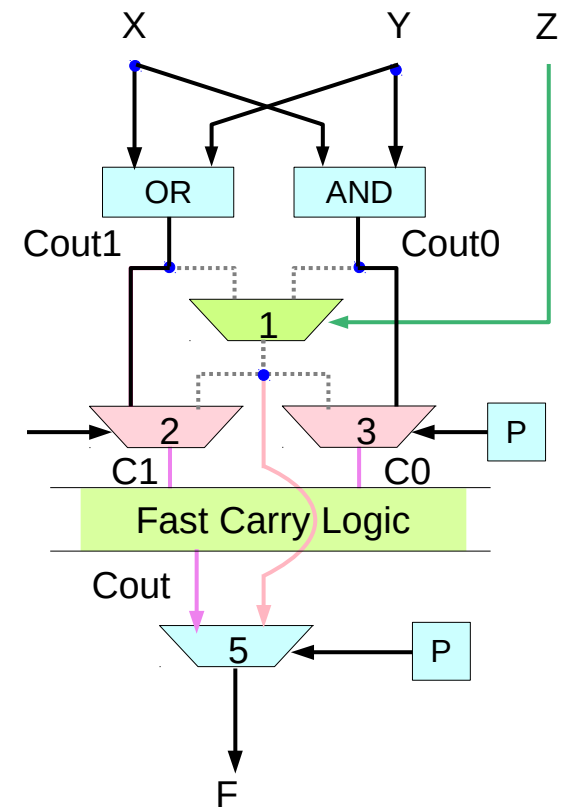 X Y Z
OR AND
Cout1 Cout0
1
2 3 P
C1 C0
Fast Carry Logic
Cout
5 P
F